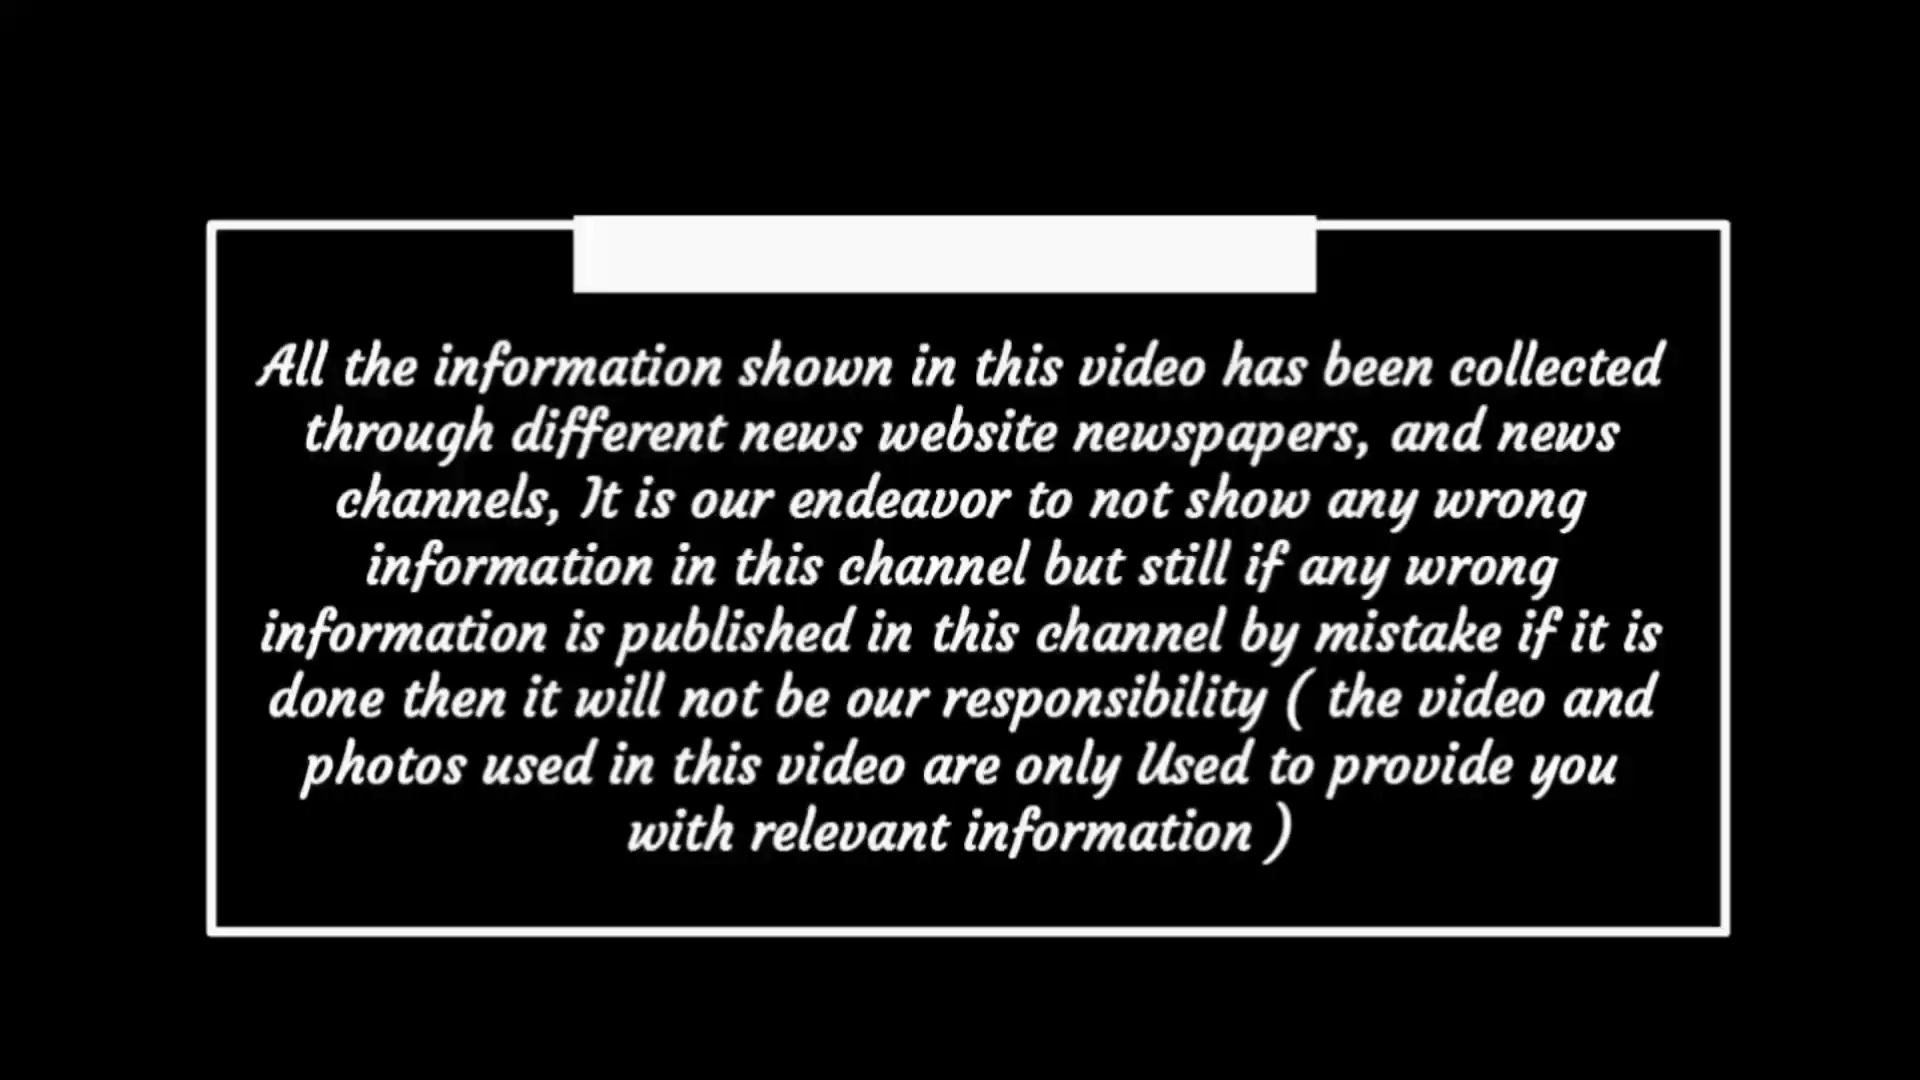 All the information shown in this video has been collected
through different news website newspapers, and news
channels, It is our endeavor to not show any wrong
information in this channel but still if any wrong
information is published in this channel by mistake if it is
done then it will not be our responsibility ( the video and
photos used in this video are only Used to provide you
with relevant information )